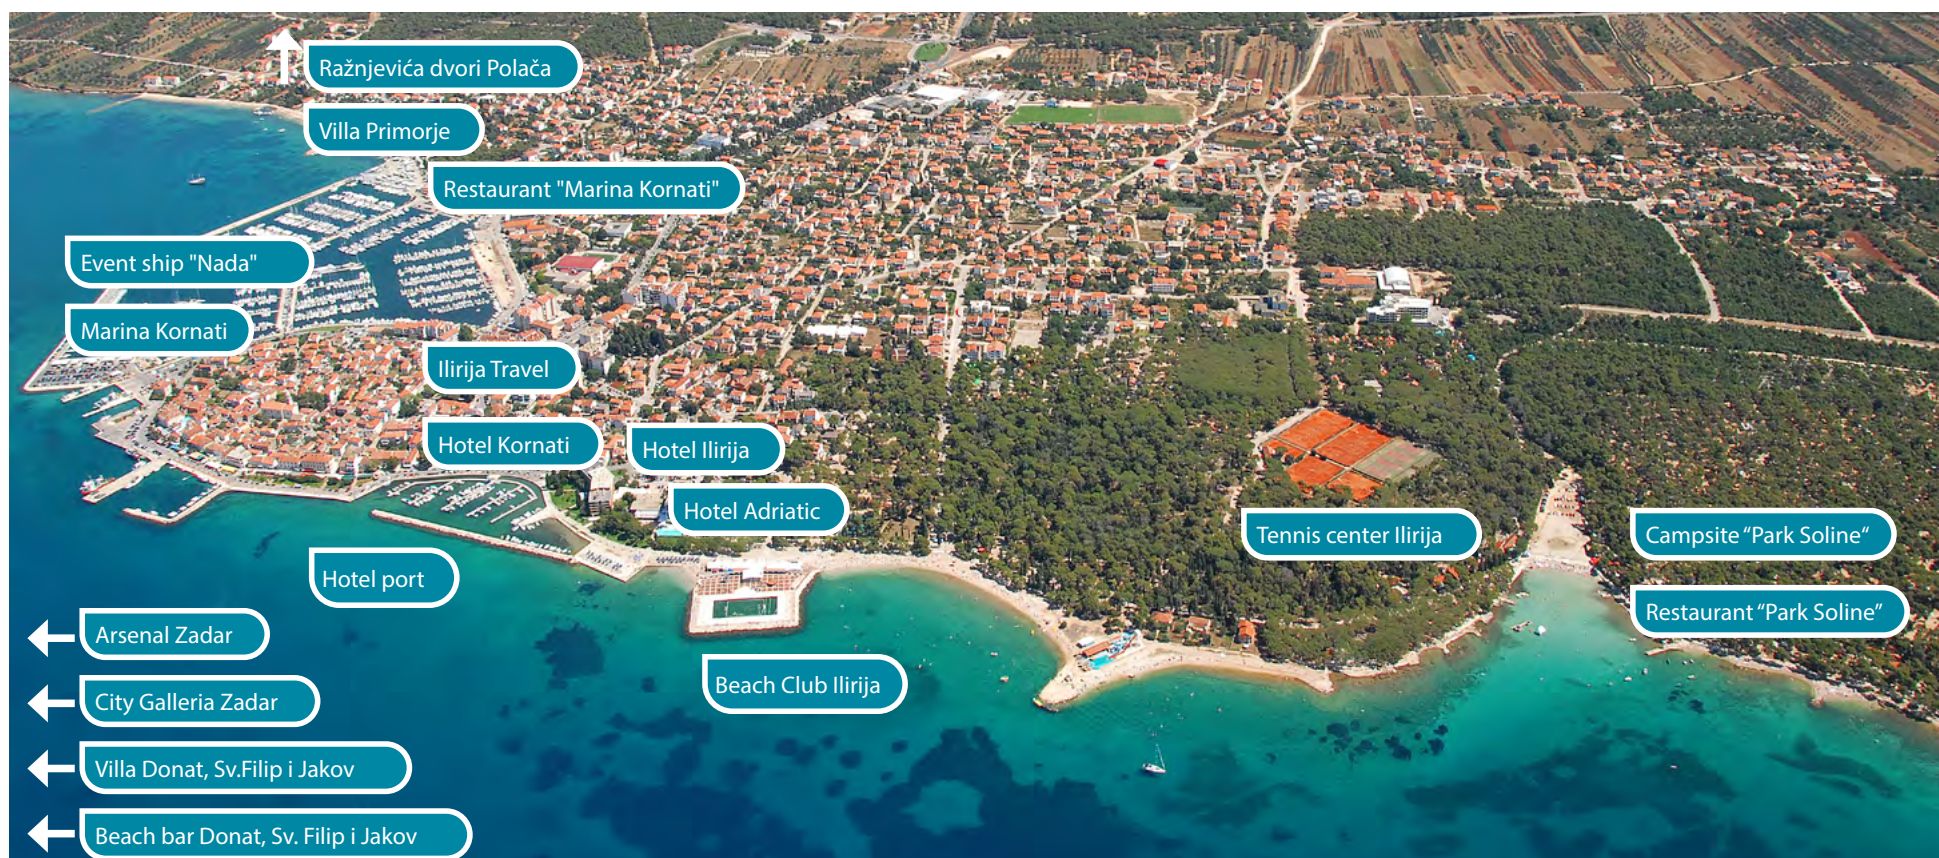 Ražnjevića dvori Polača
Villa Primorje
Restaurant "Marina Kornati"
Event ship "Nada"
Marina Kornati
Ilirija Travel
Hotel Kornati
Hotel Ilirija
Hotel Adriatic
Tennis center Ilirija
Campsite “Park Soline“
Hotel port
Restaurant “Park Soline”
Arsenal Zadar
Beach Club Ilirija
City Galleria Zadar
Villa Donat, Sv.Filip i Jakov
Beach bar Donat, Sv. Filip i Jakov